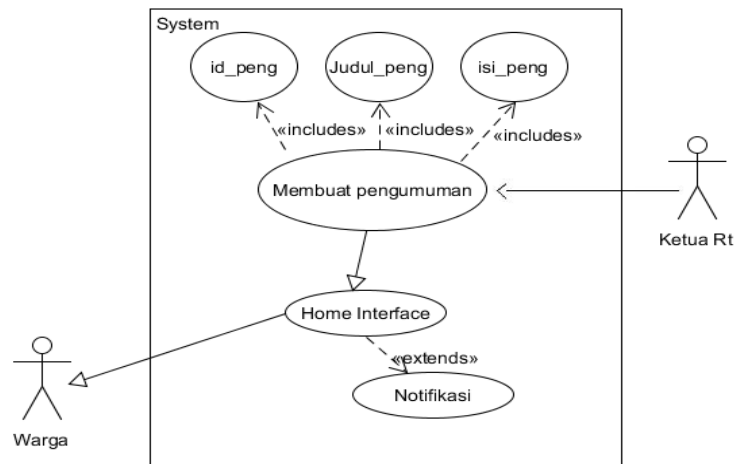 System
id_peng
Judul_peng
isi_peng
«includes»
«includes»
«includes»
Membuat pengumuman
Ketua Rt
Home Interface
«extends»
Notifikasi
Warga